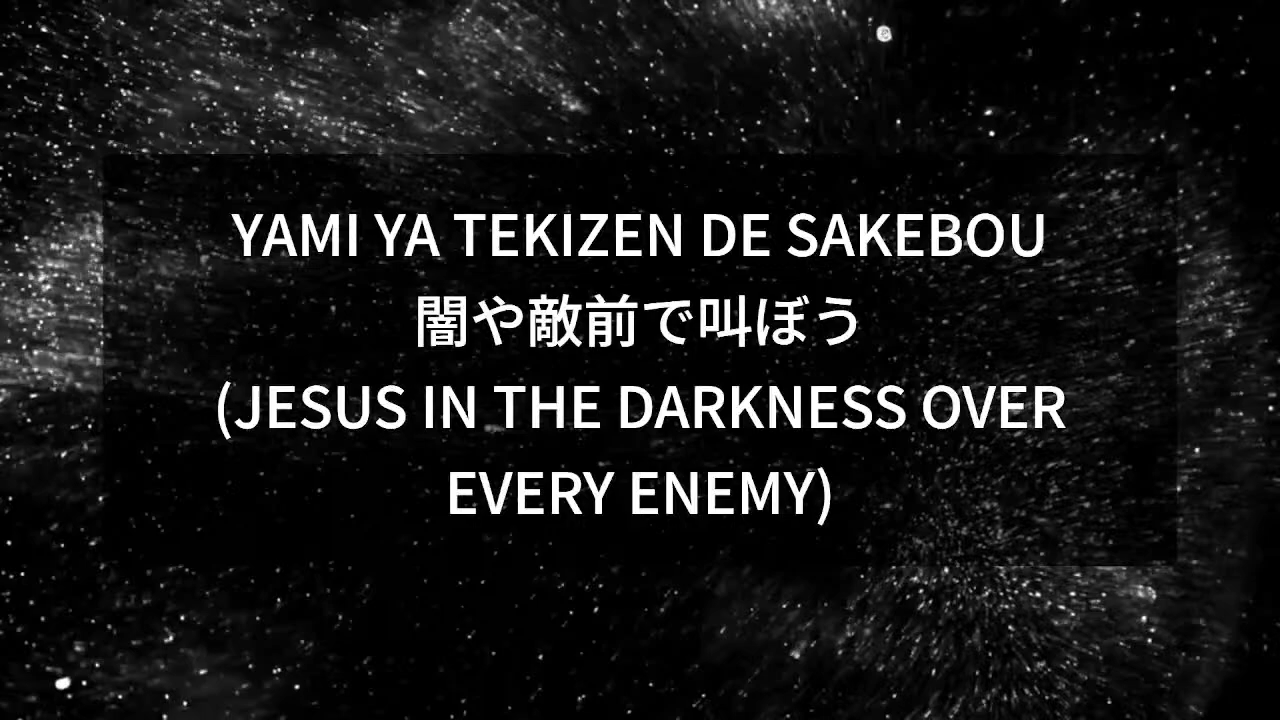 YAMI YA TEKIZEN DE SAKEBOU
闇や敵前で叫ぼう
(JESUS IN THE DARKNESS OVER
EVERY ENEMY)